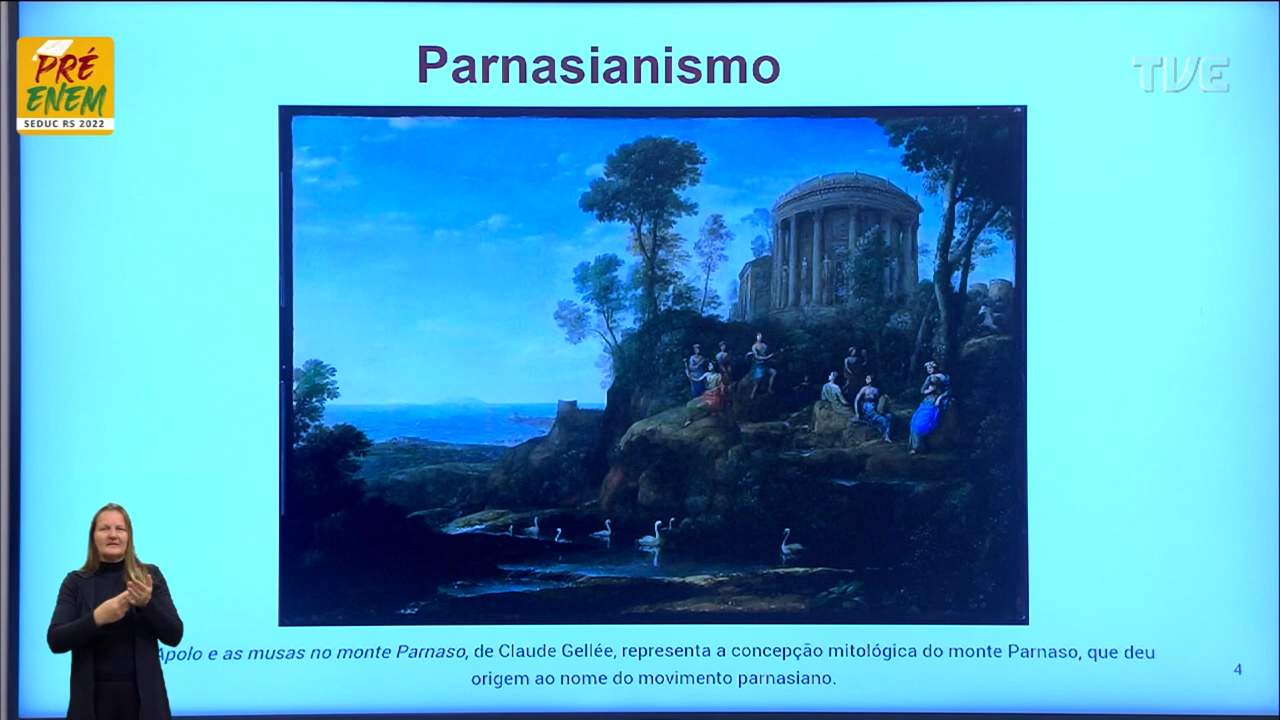 PRÉ
ENEM
SEDUC RS 2022
Parnasianismo
TVE
Apolo e as musas no monte Parnaso, de Claude Gellée, representa a concepção mitológica do monte Parnaso, que deu
origem ao nome do movimento parnasiano.
4